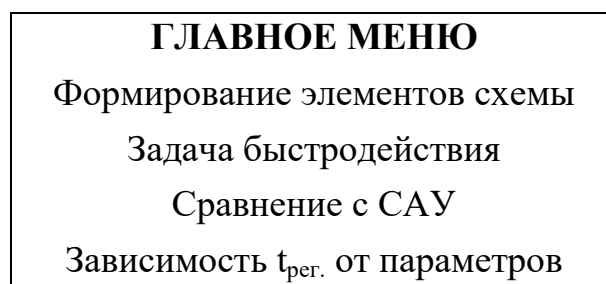 ГЛАВНОЕ МЕНЮ
Формирование элементов схемы
Задача быстродействия
Сравнение с САУ
Зависимость tрег. от параметров